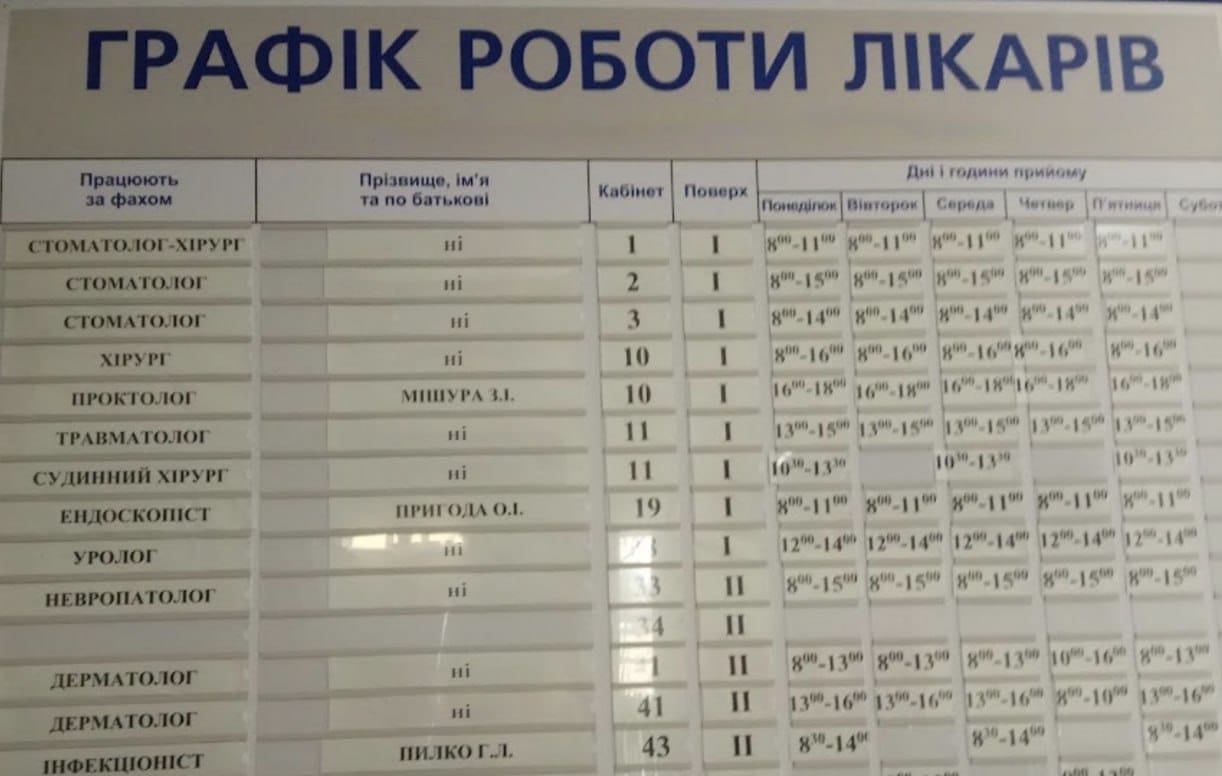 ГРАФІК РОБОТИ ЛІКАРІВ
Працюють за фахом Прізвище, ім'я та по батькові Кабінет Поверх Дні і години прийому
Понеділок Вівторок Середа Четвер П'ятниця
СТОМАТОЛОГ-ХІРУРГ ні 1 I 8⁰⁰-11⁰⁰ 8⁰⁰-11⁰⁰ 8⁰⁰-11⁰⁰ 8⁰⁰-11⁰⁰ 8⁰⁰-11⁰⁰
СТОМАТОЛОГ ні 2 I 8⁰⁰-15⁰⁰ 8⁰⁰-15⁰⁰ 8⁰⁰-15⁰⁰ 8⁰⁰-15⁰⁰ 8⁰⁰-15⁰⁰
СТОМАТОЛОГ ні 3 I 8⁰⁰-14⁰⁰ 8⁰⁰-14⁰⁰ 8⁰⁰-14⁰⁰ 8⁰⁰-14⁰⁰ 8⁰⁰-14⁰⁰
ХІРУРГ ні 10 I 8⁰⁰-16⁰⁰ 8⁰⁰-16⁰⁰ 8⁰⁰-16⁰⁰ 8⁰⁰-16⁰⁰ 8⁰⁰-16⁰⁰
ПРОКТОЛОГ МІШУРА З.І. 10 I 16⁰⁰-18⁰⁰ 16⁰⁰-18⁰⁰ 16⁰⁰-18⁰⁰ 16⁰⁰-18⁰⁰ 16⁰⁰-18⁰⁰
ТРАВМАТОЛОГ ні 11 I 13⁰⁰-15⁰⁰ 13⁰⁰-15⁰⁰ 13⁰⁰-15⁰⁰ 13⁰⁰-15⁰⁰ 13⁰⁰-15⁰⁰
СУДИННИЙ ХІРУРГ ні 11 I 10³⁰-13³⁰ 10³⁰-13³⁰ 10³⁰-13³⁰
ЕНДОСКОПІСТ ПРИГОДА О.І. 19 I 8⁰⁰-11⁰⁰ 8⁰⁰-11⁰⁰ 8⁰⁰-11⁰⁰ 8⁰⁰-11⁰⁰ 8⁰⁰-11⁰⁰
УРОЛОГ ні I 12⁰⁰-14⁰⁰ 12⁰⁰-14⁰⁰ 12⁰⁰-14⁰⁰ 12⁰⁰-14⁰⁰ 12⁰⁰-14⁰⁰
НЕВРОПАТОЛОГ ні 33 II 8⁰⁰-15⁰⁰ 8⁰⁰-15⁰⁰ 8⁰⁰-15⁰⁰ 8⁰⁰-15⁰⁰ 8⁰⁰-15⁰⁰
34 II
ДЕРМАТОЛОГ ні II 8⁰⁰-13⁰⁰ 8⁰⁰-13⁰⁰ 8⁰⁰-13⁰⁰ 10⁰⁰-16⁰⁰ 8⁰⁰-13⁰⁰
ДЕРМАТОЛОГ ні 41 II 13⁰⁰-16⁰⁰ 13⁰⁰-16⁰⁰ 13⁰⁰-16⁰⁰ 8⁰⁰-10⁰⁰ 13⁰⁰-16⁰⁰
ІНФЕКЦІОНІСТ ПИЛКО Г.Л. 43 II 8³⁰-14⁰⁰ 8³⁰-14⁰⁰ 8³⁰-14⁰⁰